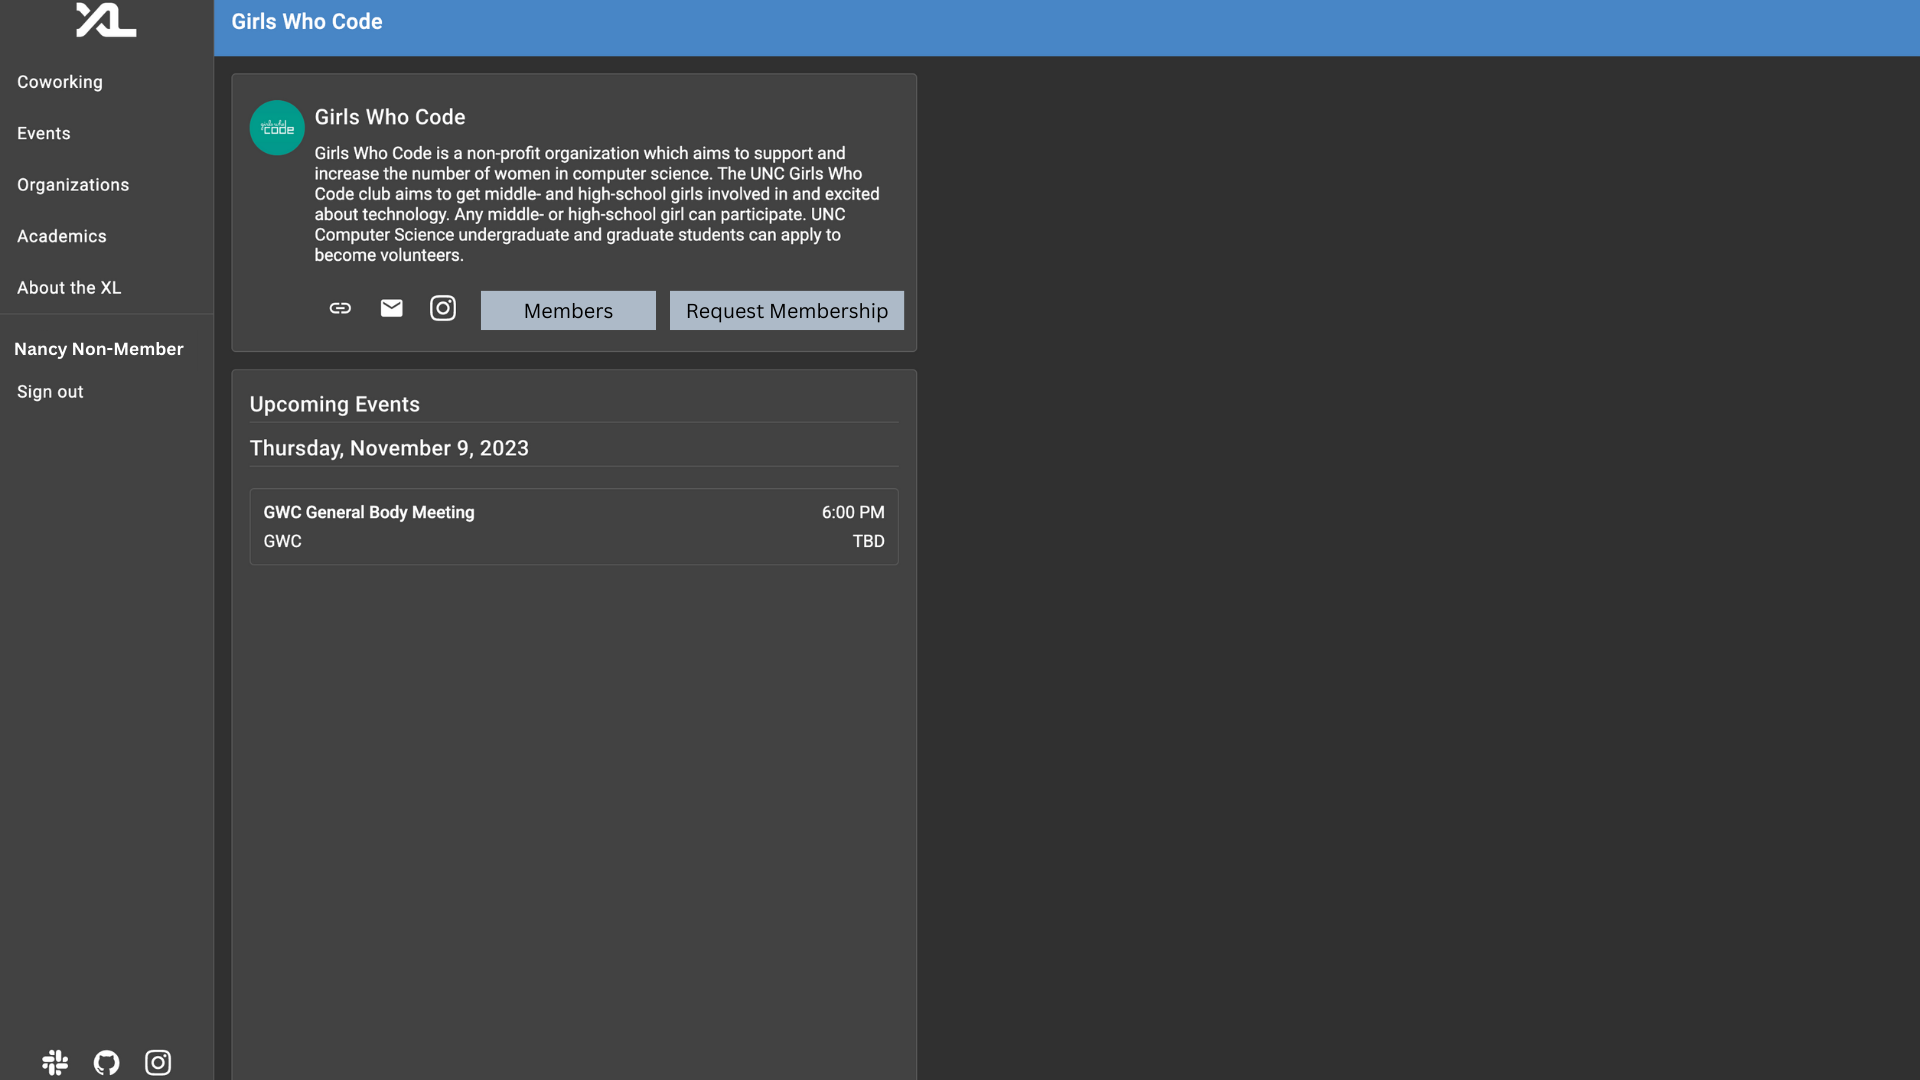 XL
Girls Who Code
Coworking
Events
Organizations
Academics
About the XL
Nancy Non-Member
Sign out
Girls Who Code
Girls Who Code is a non-profit organization which aims to support and
increase the number of women in computer science. The UNC Girls Who
Code club aims to get middle- and high-school girls involved in and excited
about technology. Any middle- or high-school girl can participate. UNC
Computer Science undergraduate and graduate students can apply to
become volunteers.
Members
Request Membership
Upcoming Events
Thursday, November 9, 2023
GWC General Body Meeting
6:00 PM
GWC
TBD
code